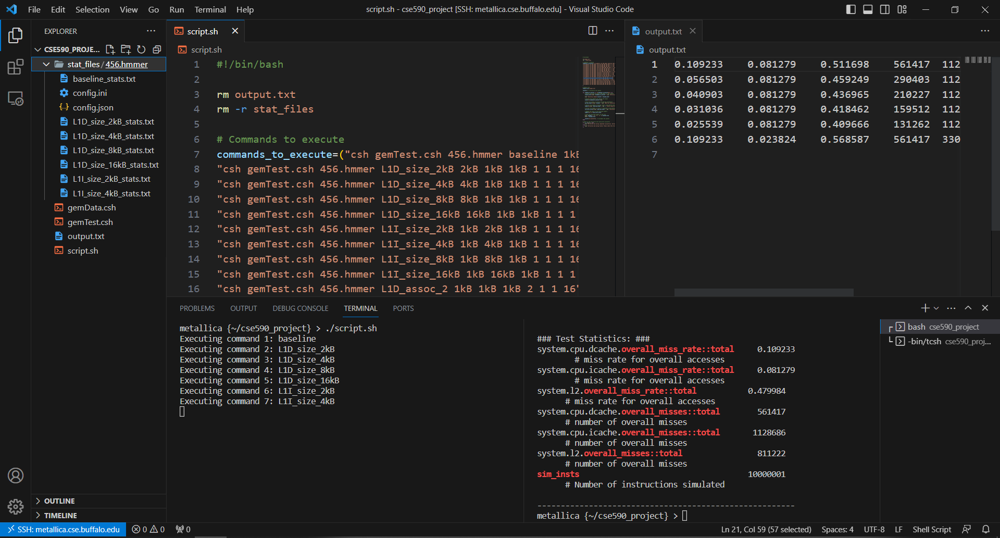 File Edit Selection View Go Run Terminal Help
script.sh - cse590_project [SSH: metallica.cse.buffalo.edu] - Visual Studio Code
EXPLORER
CSE590_PROJE...
stat_files / 456.hmmer
baseline_stats.txt
config.ini
config.json
L1D_size_2kB_stats.txt
L1D_size_4kB_stats.txt
L1D_size_8kB_stats.txt
L1D_size_16kB_stats.txt
L1I_size_2kB_stats.txt
L1I_size_4kB_stats.txt
gemData.csh
gemTest.csh
output.txt
script.sh
OUTLINE
TIMELINE
script.sh
script.sh
1 #!/bin/bash
2
3 rm output.txt
4 rm -r stat_files
5
6 # Commands to execute
7 commands_to_execute=("csh gemTest.csh 456.hmmer baseline 1kB
8 "csh gemTest.csh 456.hmmer L1D_size_2kB 2kB 1kB 1kB 1 1 1 16
9 "csh gemTest.csh 456.hmmer L1D_size_4kB 4kB 1kB 1kB 1 1 1 16
10 "csh gemTest.csh 456.hmmer L1D_size_8kB 8kB 1kB 1kB 1 1 1 16
11 "csh gemTest.csh 456.hmmer L1D_size_16kB 16kB 1kB 1kB 1 1 1
12 "csh gemTest.csh 456.hmmer L1I_size_2kB 1kB 2kB 1kB 1 1 1 16
13 "csh gemTest.csh 456.hmmer L1I_size_4kB 1kB 4kB 1kB 1 1 1 16
14 "csh gemTest.csh 456.hmmer L1I_size_8kB 1kB 8kB 1kB 1 1 1 16
15 "csh gemTest.csh 456.hmmer L1I_size_16kB 1kB 16kB 1kB 1 1 1
16 "csh gemTest.csh 456.hmmer L1D_assoc_2 1kB 1kB 1kB 2 1 1 16"
output.txt
output.txt
1 0.109233 0.081279 0.511698 561417 112
2 0.056503 0.081279 0.459249 290403 112
3 0.040903 0.081279 0.436965 210227 112
4 0.031036 0.081279 0.418462 159512 112
5 0.025539 0.081279 0.409666 131262 112
6 0.109233 0.023824 0.568587 561417 330
7
PROBLEMS OUTPUT DEBUG CONSOLE TERMINAL PORTS
metallica {~/cse590_project} > ./script.sh
Executing command 1: baseline
Executing command 2: L1D_size_2kB
Executing command 3: L1D_size_4kB
Executing command 4: L1D_size_8kB
Executing command 5: L1D_size_16kB
Executing command 6: L1I_size_2kB
Executing command 7: L1I_size_4kB
### Test Statistics: ###
system.cpu.dcache.overall_miss_rate::total 0.109233
# miss rate for overall accesses
system.cpu.icache.overall_miss_rate::total 0.081279
# miss rate for overall accesses
system.l2.overall_miss_rate::total 0.479984
# miss rate for overall accesses
system.cpu.dcache.overall_misses::total 561417
# number of overall misses
system.cpu.icache.overall_misses::total 1128686
# number of overall misses
system.l2.overall_misses::total 811222
# number of overall misses
sim_insts 10000001
# Number of instructions simulated
-------------------------------------------------------
metallica {~/cse590_project} >
bash cse590_project
-bin/tcsh cse590_proj...
SSH: metallica.cse.buffalo.edu 0 0 0
Ln 21, Col 59 (57 selected) Spaces: 4 UTF-8 LF Shell Script